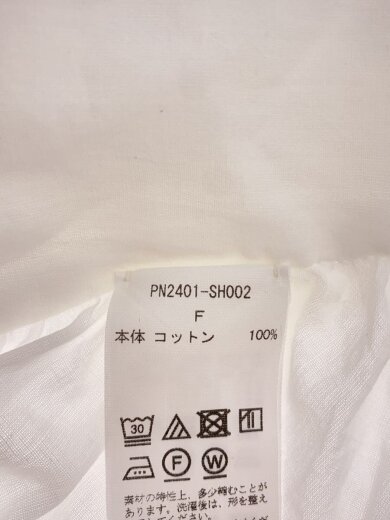 PN2401-SH002
F
本体 コットン 100%
30
F W
素材の特性上、多少縮むことが
あります。洗濯後は、形を整え